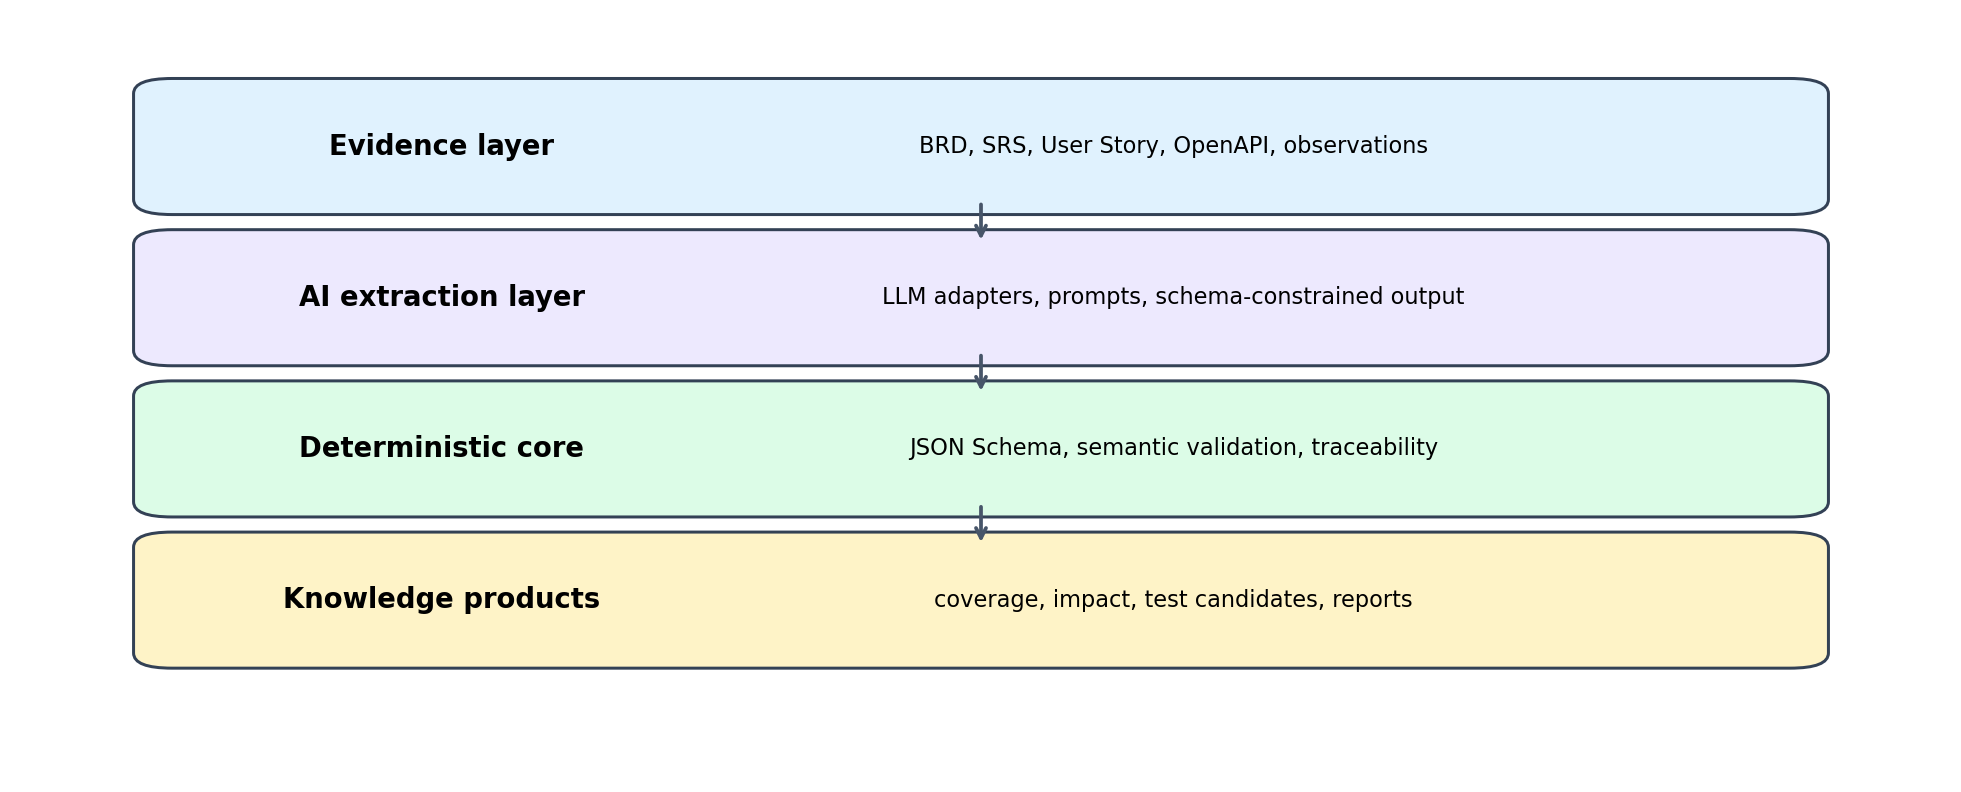 Evidence layer
BRD, SRS, User Story, OpenAPI, observations
AI extraction layer
LLM adapters, prompts, schema-constrained output
Deterministic core
JSON Schema, semantic validation, traceability
Knowledge products
coverage, impact, test candidates, reports